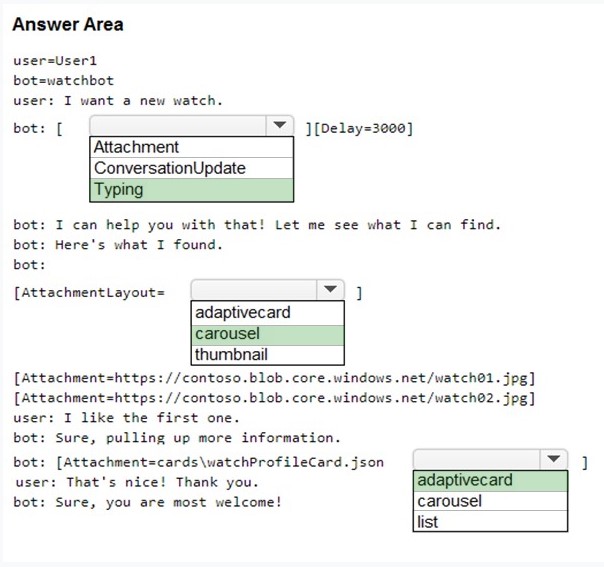 Answer Area
user=User1
bot=watchbot
user: I want a new watch.
bot: [ ][Delay=3000]
Attachment
ConversationUpdate
Typing
bot: I can help you with that! Let me see what I can find.
bot: Here's what I found.
bot:
[AttachmentLayout= ]
adaptivecard
carousel
thumbnail
[Attachment=https://contoso.blob.core.windows.net/watch01.jpg]
[Attachment=https://contoso.blob.core.windows.net/watch02.jpg]
user: I like the first one.
bot: Sure, pulling up more information.
bot: [Attachment=cards\watchProfileCard.json ]
user: That's nice! Thank you.
bot: Sure, you are most welcome!
adaptivecard
carousel
list